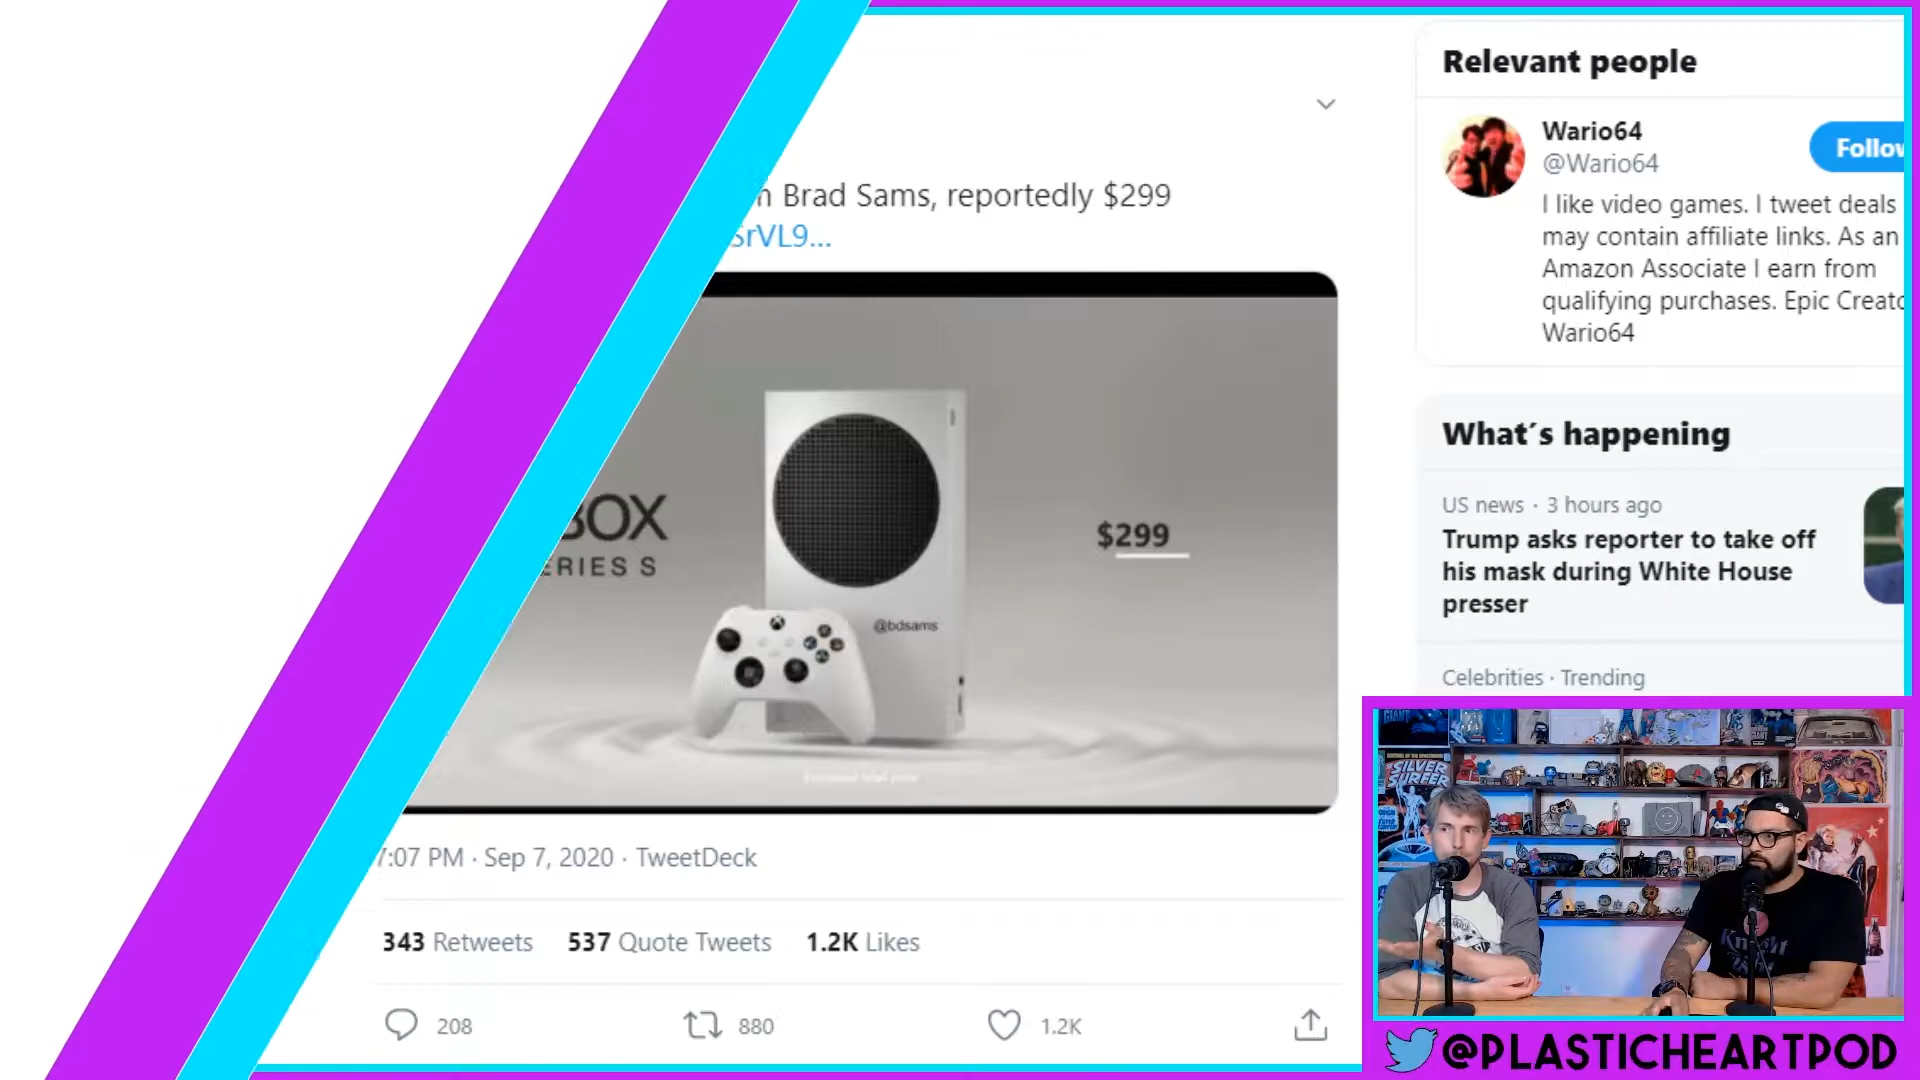 Brad Sams, reportedly $299
SrVL9...
BOX
ERIES S
$299
@bdsams
7:07 PM · Sep 7, 2020 · TweetDeck
343 Retweets 537 Quote Tweets 1.2K Likes
208 880 1.2K
Relevant people
Wario64
@Wario64
Follow
I like video games. I tweet deals
may contain affiliate links. As an
Amazon Associate I earn from
qualifying purchases. Epic Creato
Wario64
What's happening
US news · 3 hours ago
Trump asks reporter to take off
his mask during White House
presser
Celebrities · Trending
GIANT
SILVER
SURFER
Knight
@PLASTICHEARTPOD